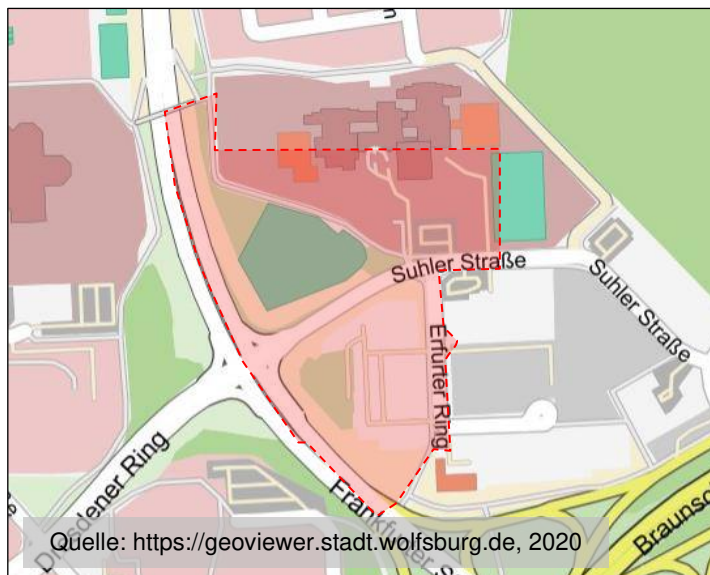 Suhler Straße
Suhler Straße
Erfurter Ring
Dresdener Ring
Frankfurter S
Braunsc
Quelle: https://geoviewer.stadt.wolfsburg.de, 2020